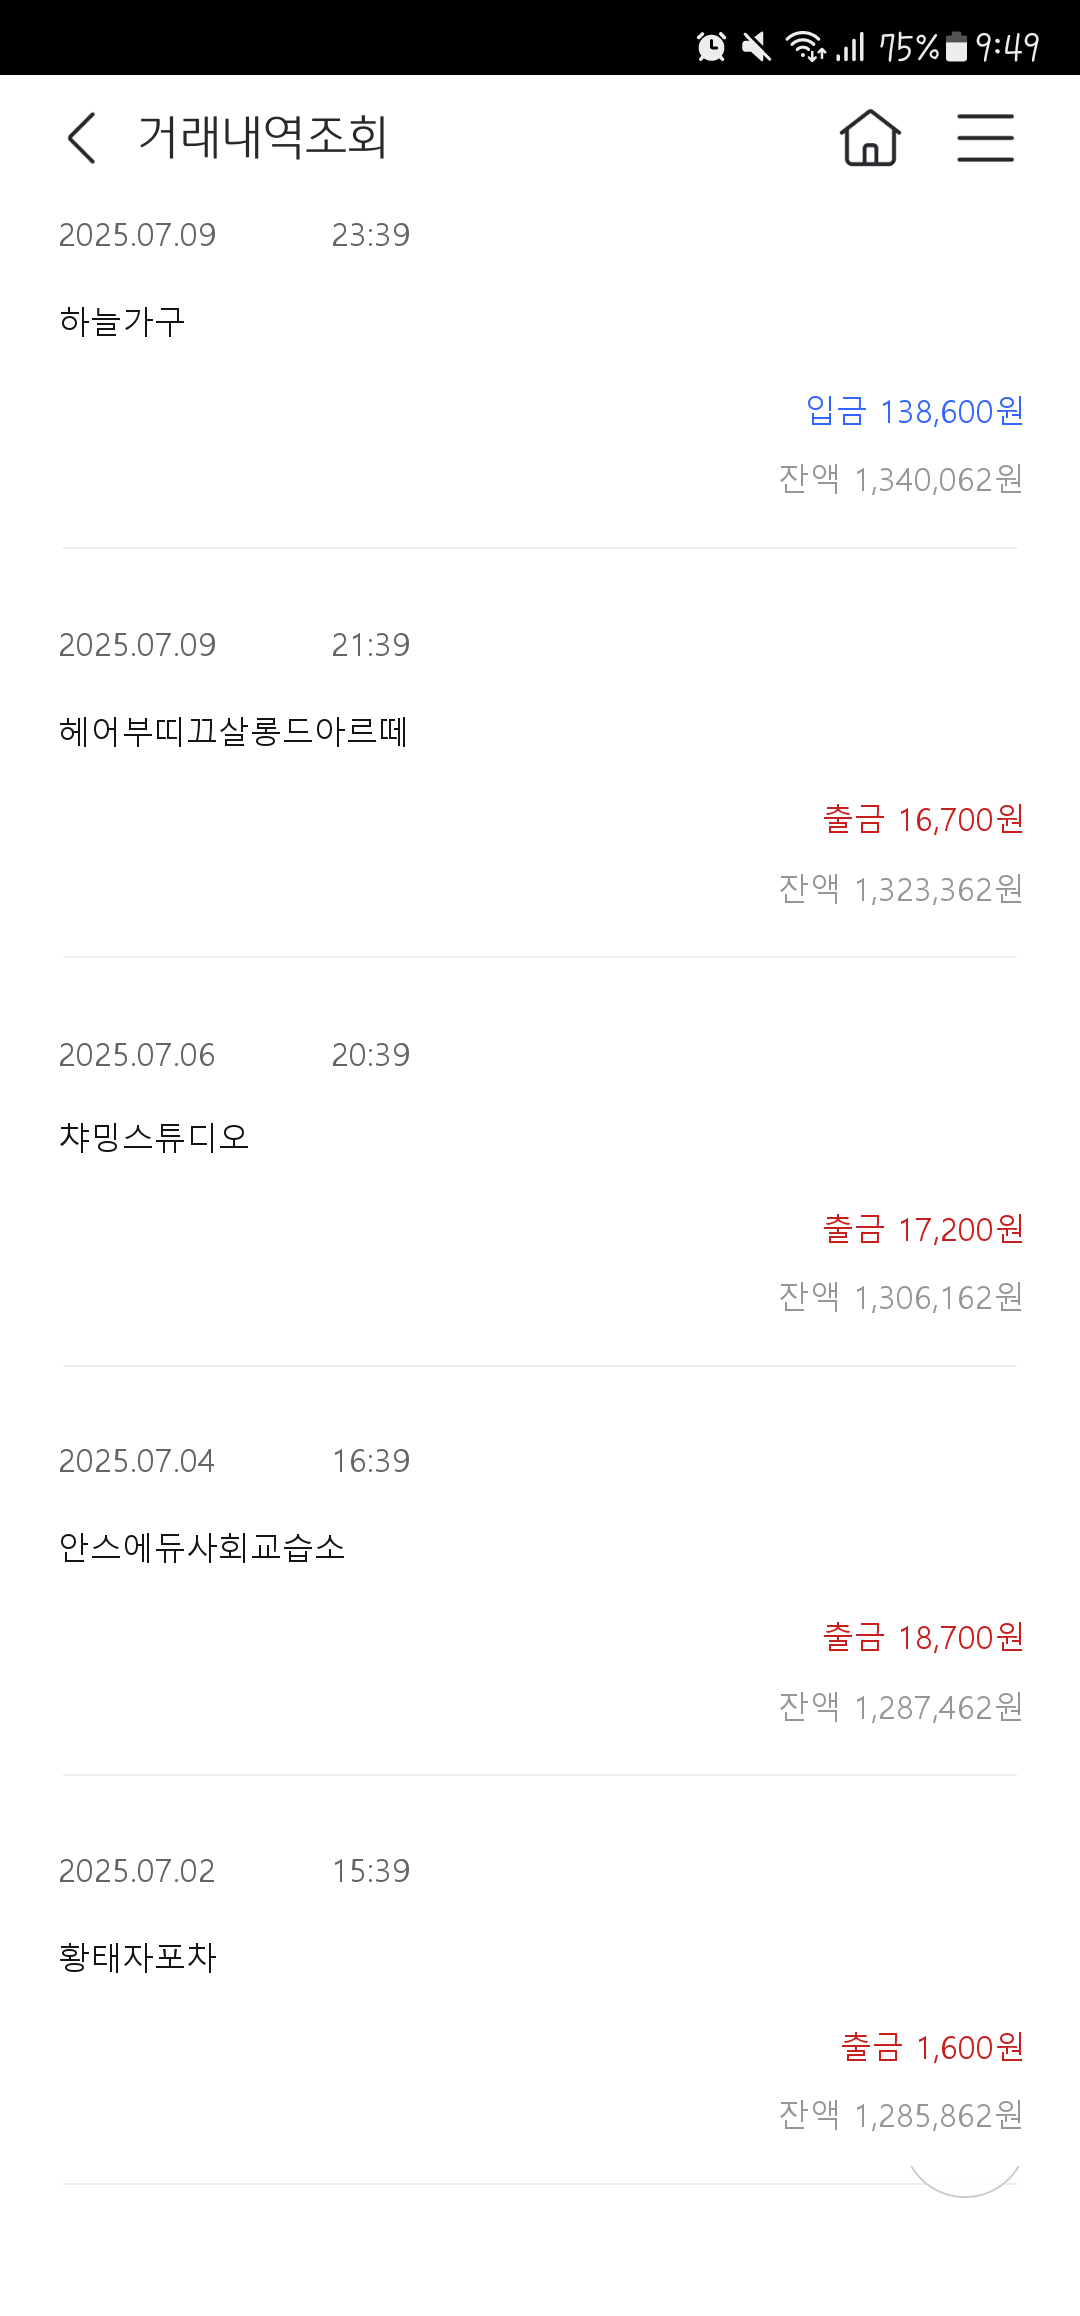 75% 9:49
거래내역조회
2025.07.09 23:39
하늘가구
입금 138,600원
잔액 1,340,062원
2025.07.09 21:39
헤어부띠끄살롱드아르떼
출금 16,700원
잔액 1,323,362원
2025.07.06 20:39
챠밍스튜디오
출금 17,200원
잔액 1,306,162원
2025.07.04 16:39
안스에듀사회교습소
출금 18,700원
잔액 1,287,462원
2025.07.02 15:39
황태자포차
출금 1,600원
잔액 1,285,862원